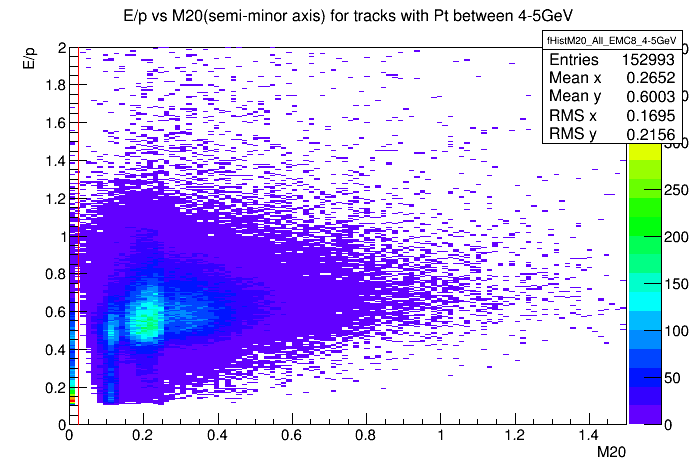 E/p vs M20(semi-minor axis) for tracks with Pt between 4-5GeV
fHistM20_All_EMC8_4-5GeV
Entries 152993
Mean x 0.2652
Mean y 0.6003
RMS x 0.1695
RMS y 0.2156
E/p
2
1.8
1.6
1.4
1.2
1
0.8
0.6
0.4
0.2
0
0 0.2 0.4 0.6 0.8 1 1.2 1.4
M20
250
200
150
100
50
0